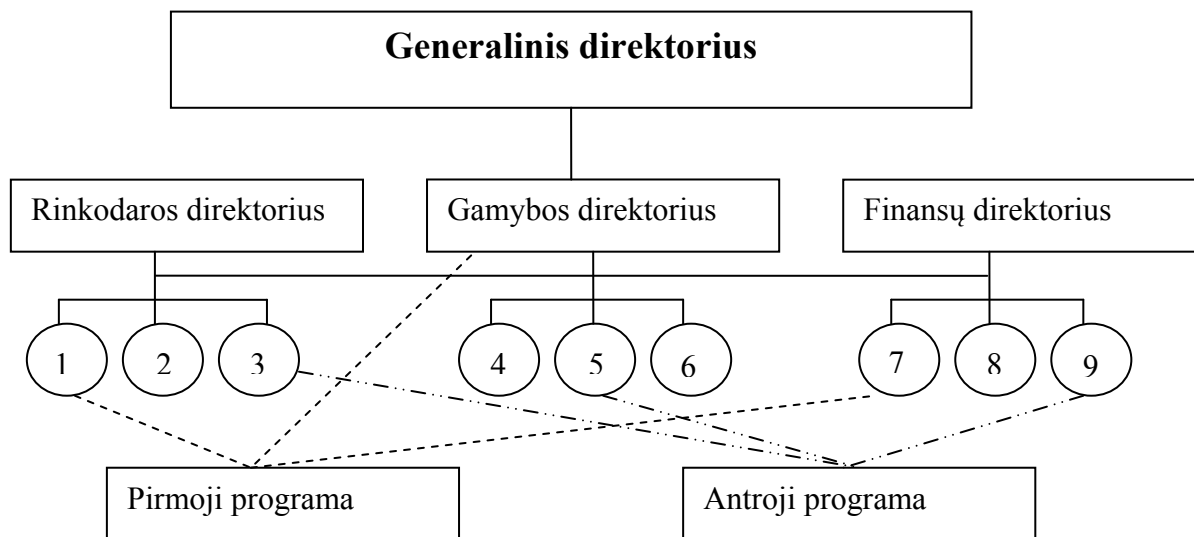 Generalinis direktorius
Rinkodaros direktorius
Gamybos direktorius
Finansų direktorius
1
2
3
4
5
6
7
8
9
Pirmoji programa
Antroji programa